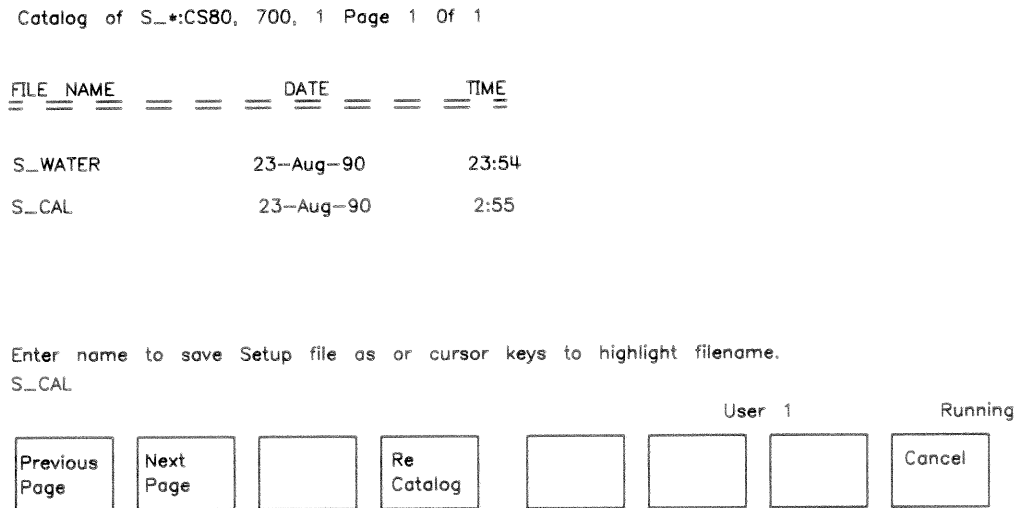 Catalog of S_*:CS80, 700, 1 Page 1 Of 1
FILE NAME DATE TIME
S_WATER 23-Aug-90 23:54
S_CAL 23-Aug-90 2:55
Enter name to save Setup file as or cursor keys to highlight filename.
S_CAL
User 1 Running
Previous Page
Next Page
Re Catalog
Cancel